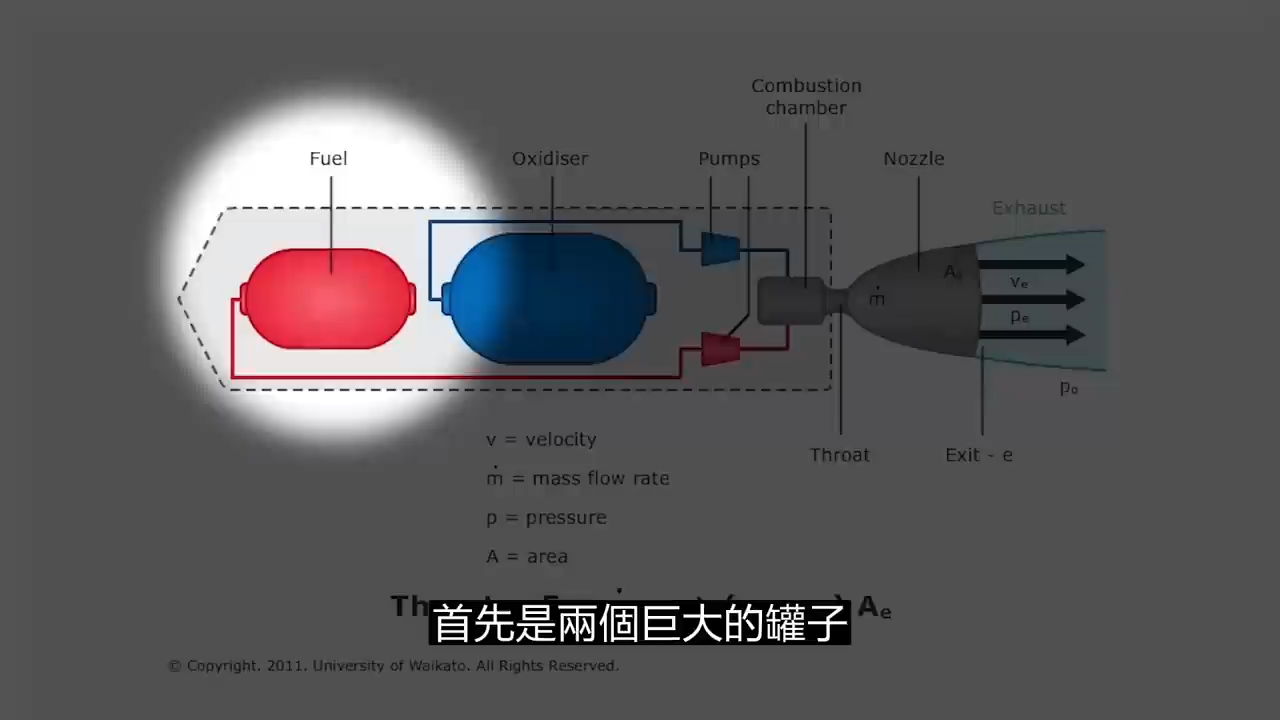 Combustion
chamber
Fuel
Oxidiser
Pumps
Nozzle
Exhaust
Aₑ
ṁ
vₑ
pₑ
pₒ
Throat
Exit - e
v = velocity
ṁ = mass flow rate
p = pressure
A = area
Aₑ
首先是兩個巨大的罐子
© Copyright. 2011. University of Waikato. All Rights Reserved.